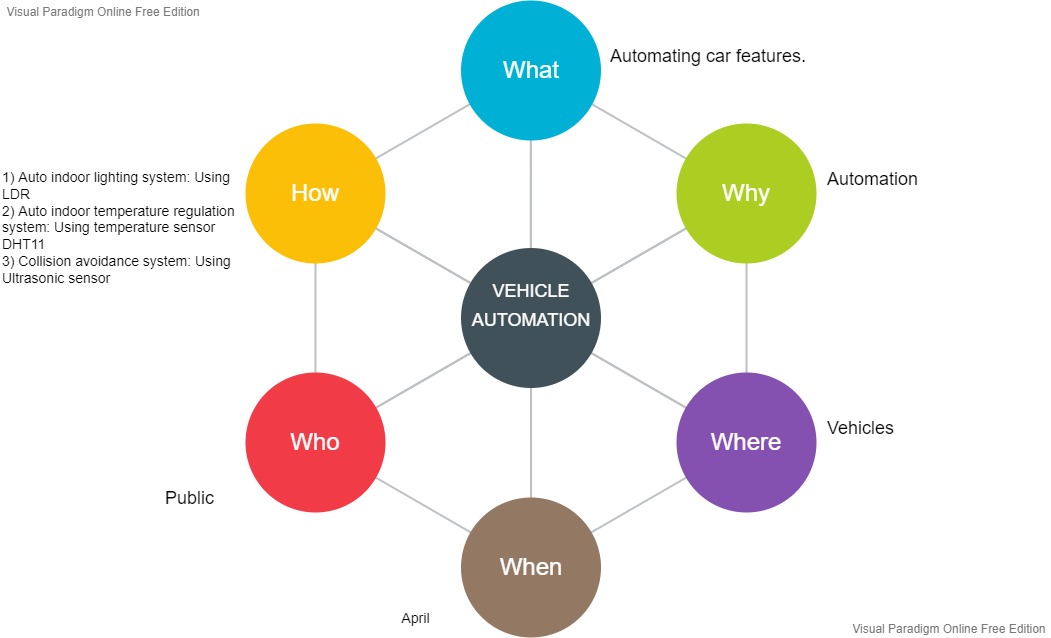 Visual Paradigm Online Free Edition
What
Automating car features.
How
1) Auto indoor lighting system: Using
LDR
2) Auto indoor temperature regulation
system: Using temperature sensor
DHT11
3) Collision avoidance system: Using
Ultrasonic sensor
Why
Automation
VEHICLE
AUTOMATION
Who
Public
Where
Vehicles
When
April
Visual Paradigm Online Free Edition